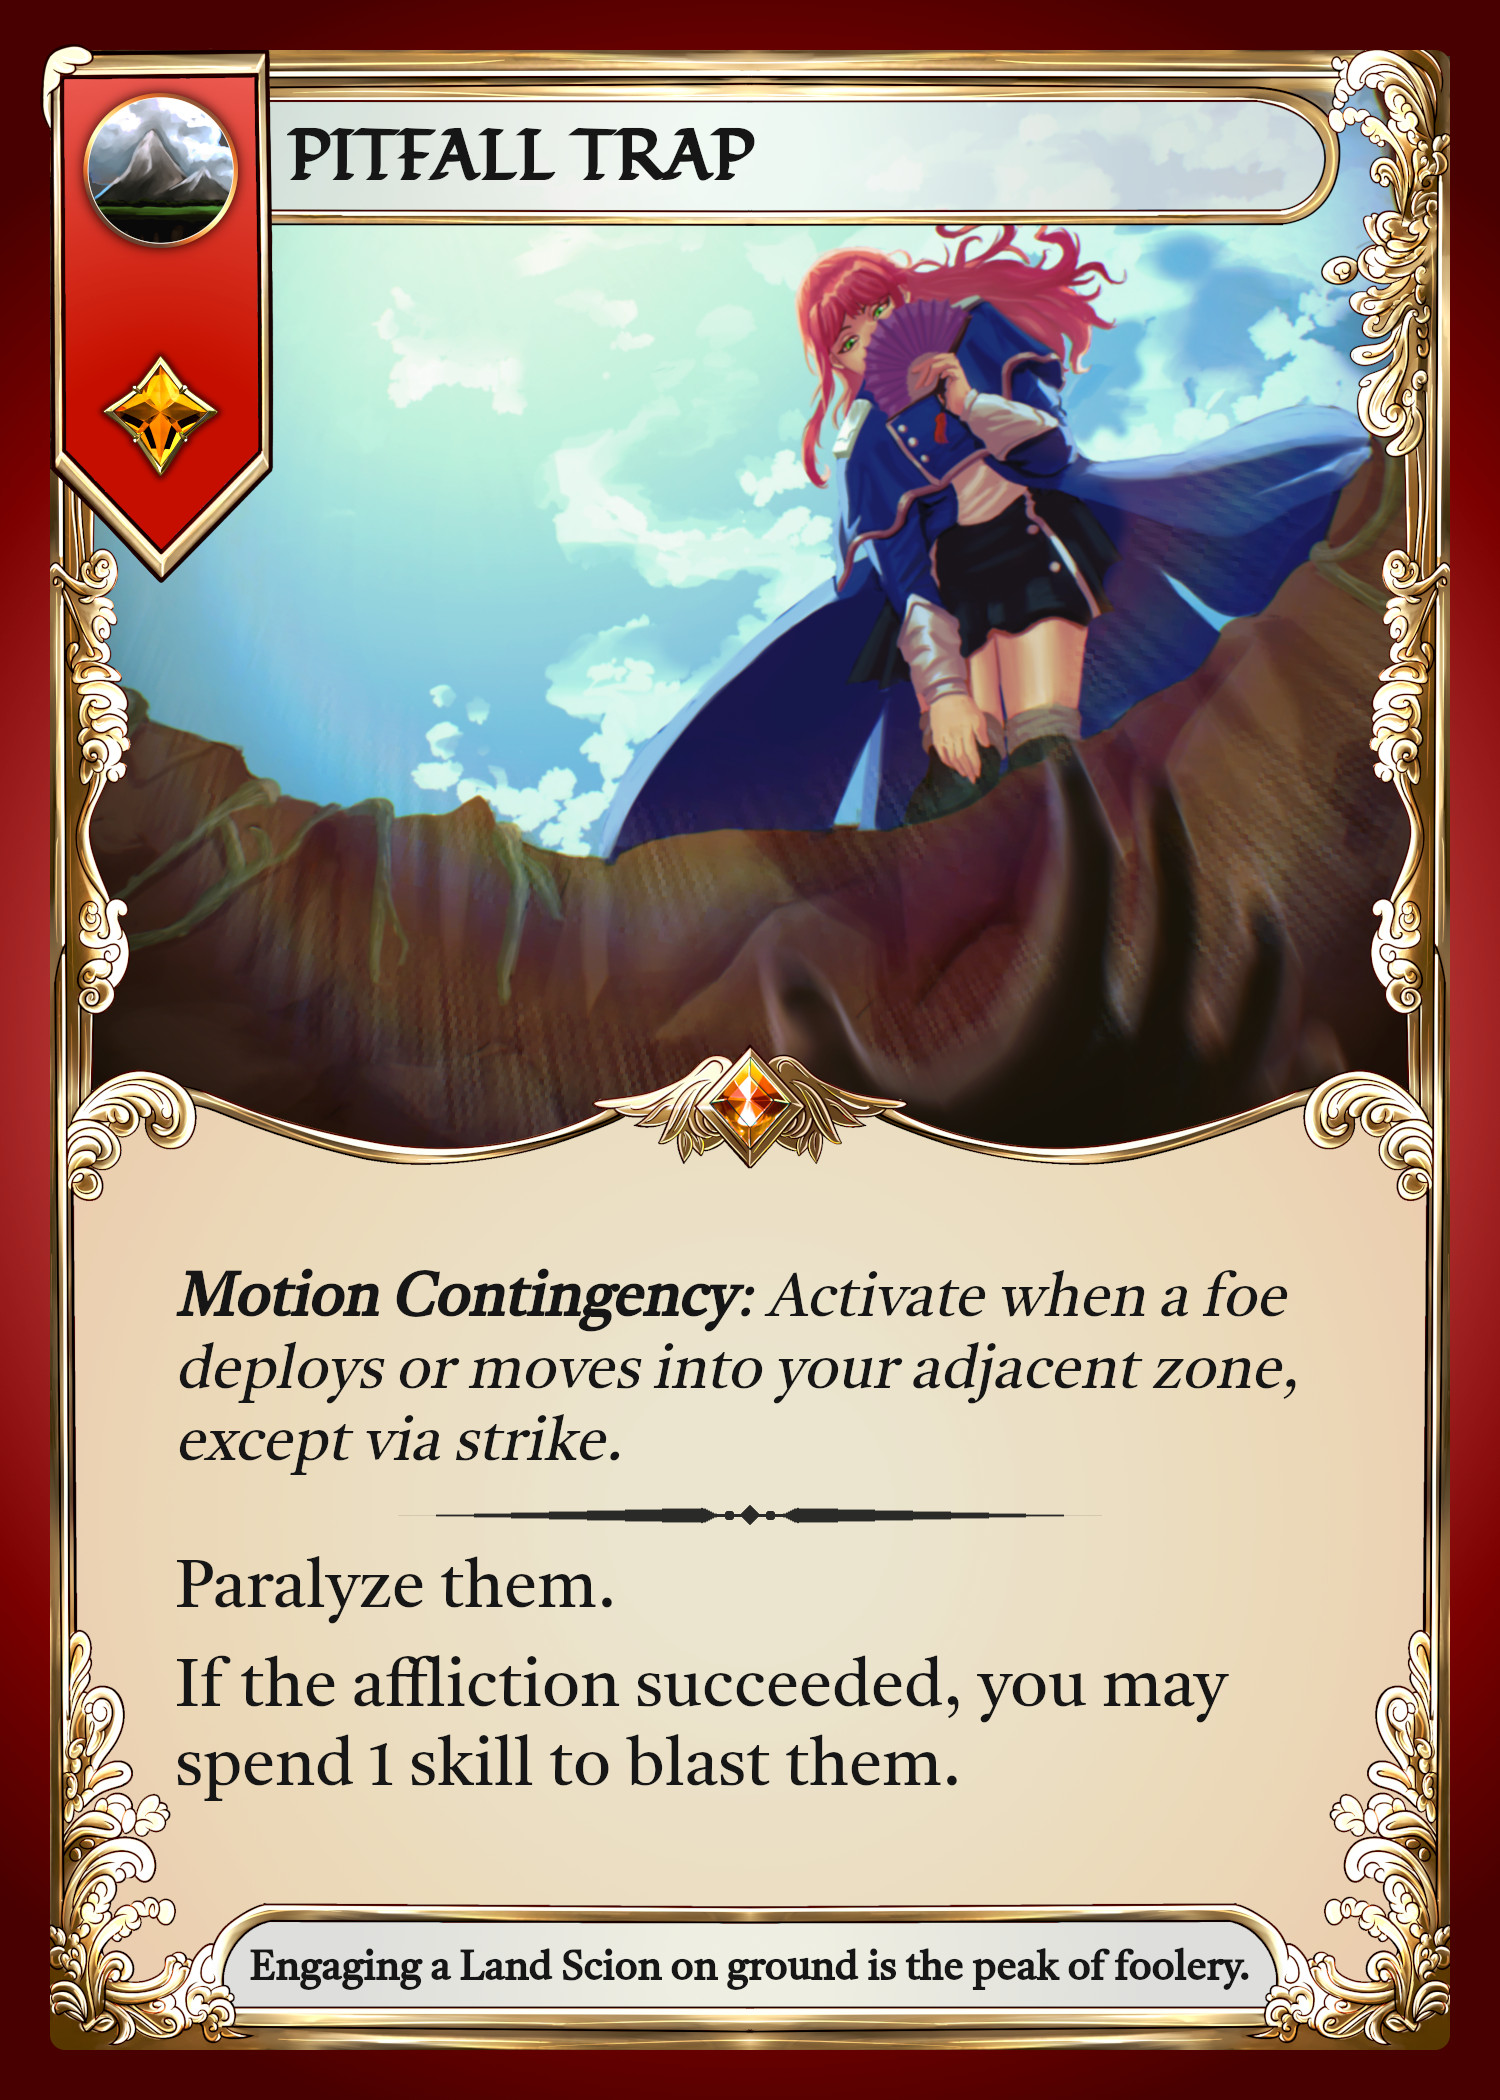 PITFALL TRAP
Motion Contingency: Activate when a foe
deploys or moves into your adjacent zone,
except via strike.
Paralyze them.
If the affliction succeeded, you may
spend 1 skill to blast them.
Engaging a Land Scion on ground is the peak of foolery.